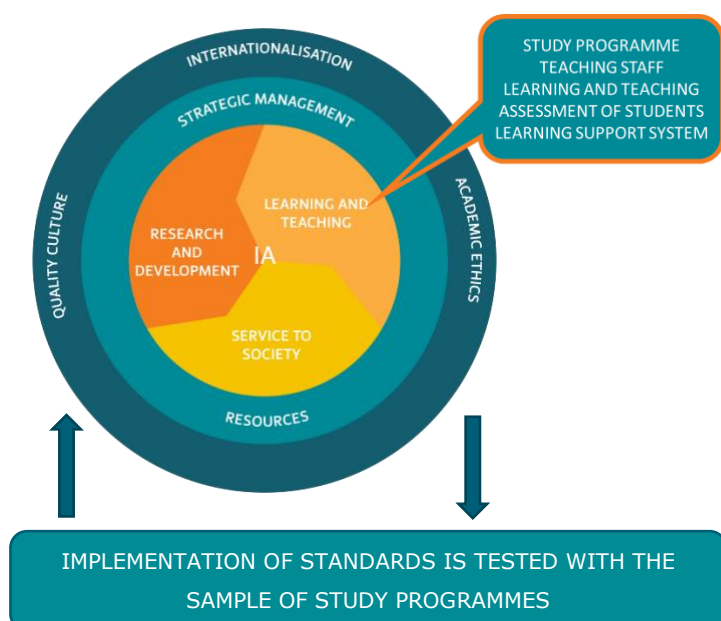 INTERNATIONALISATION
STRATEGIC MANAGEMENT
STUDY PROGRAMME
TEACHING STAFF
LEARNING AND TEACHING
ASSESSMENT OF STUDENTS
LEARNING SUPPORT SYSTEM
QUALITY CULTURE
ACADEMIC ETHICS
RESEARCH
AND
DEVELOPMENT
IA
LEARNING AND
TEACHING
SERVICE TO
SOCIETY
RESOURCES
IMPLEMENTATION OF STANDARDS IS TESTED WITH THE
SAMPLE OF STUDY PROGRAMMES